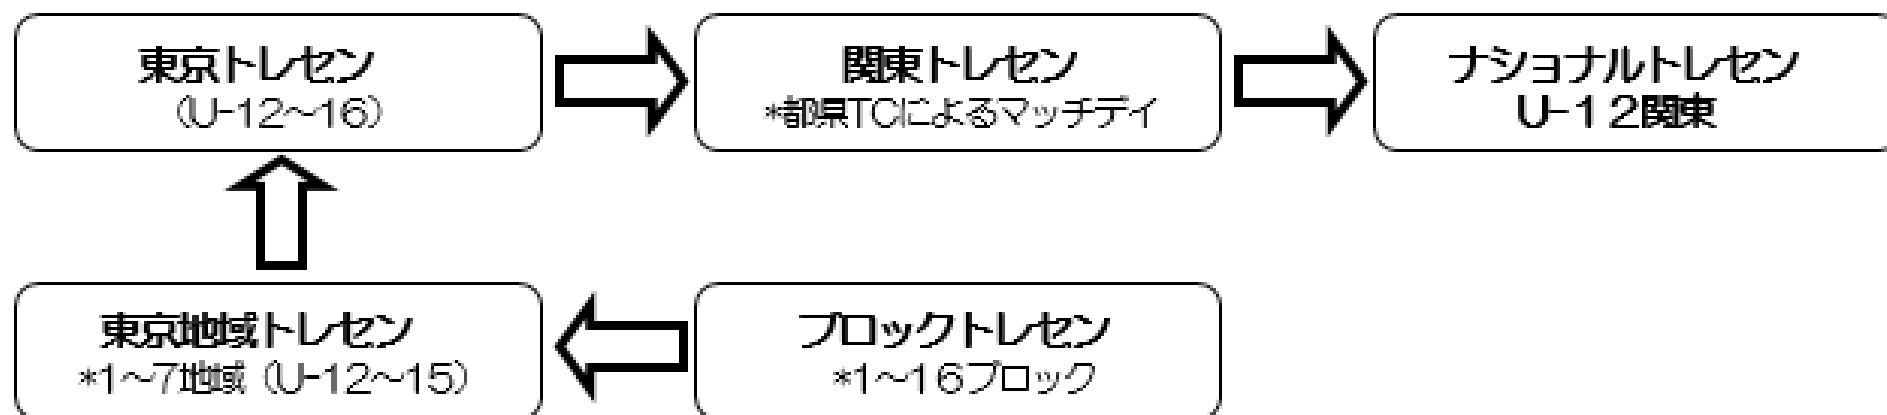 東京トレセン
（U-12～16）
関東トレセン
*都県TCによるマッチデイ
ナショナルトレセン
U-１２関東
東京地域トレセン
*1～7地域（U-12～15）
ブロックトレセン
*1～1６ブロック